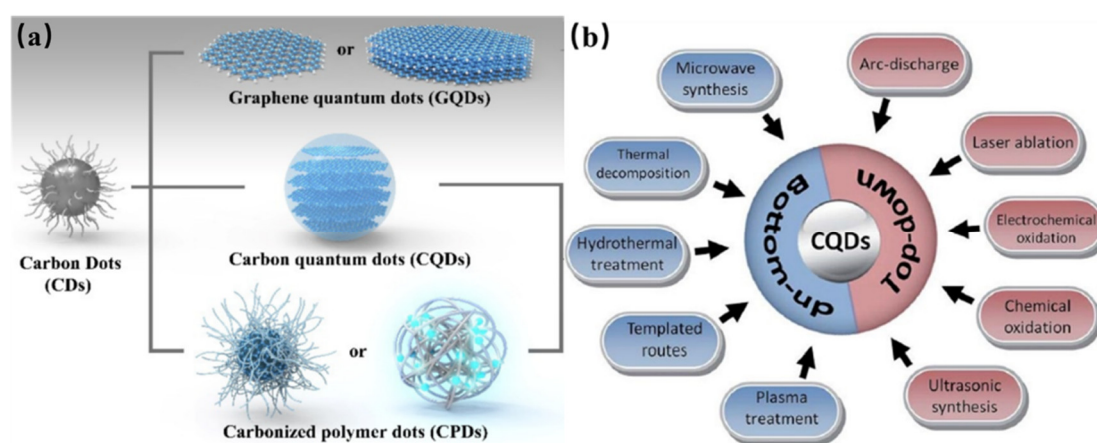 (a)
or
Graphene quantum dots (GQDs)
Carbon Dots
(CDs)
Carbon quantum dots (CQDs)
or
Carbonized polymer dots (CPDs)
(b)
Microwave
synthesis
Arc-discharge
Thermal
decomposition
Laser ablation
Hydrothermal
treatment
Electrochemical
oxidation
Templated
routes
Chemical
oxidation
Plasma
treatment
Ultrasonic
synthesis
Bottom-up
Top-down
CQDs